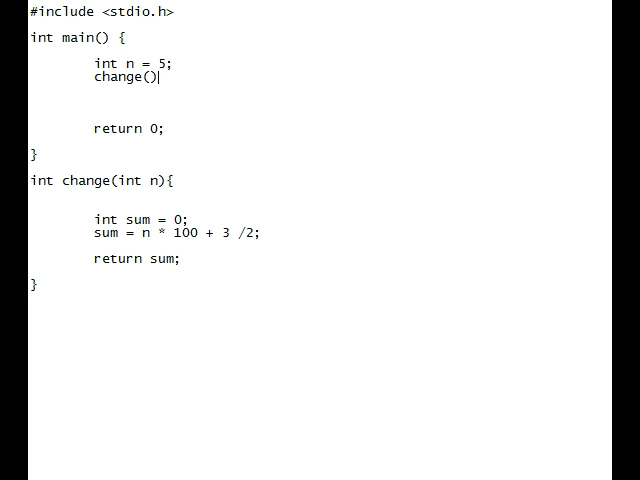 #include <stdio.h>
int main() {
int n = 5;
change()
return 0;
}
int change(int n){
int sum = 0;
sum = n * 100 + 3 /2;
return sum;
}